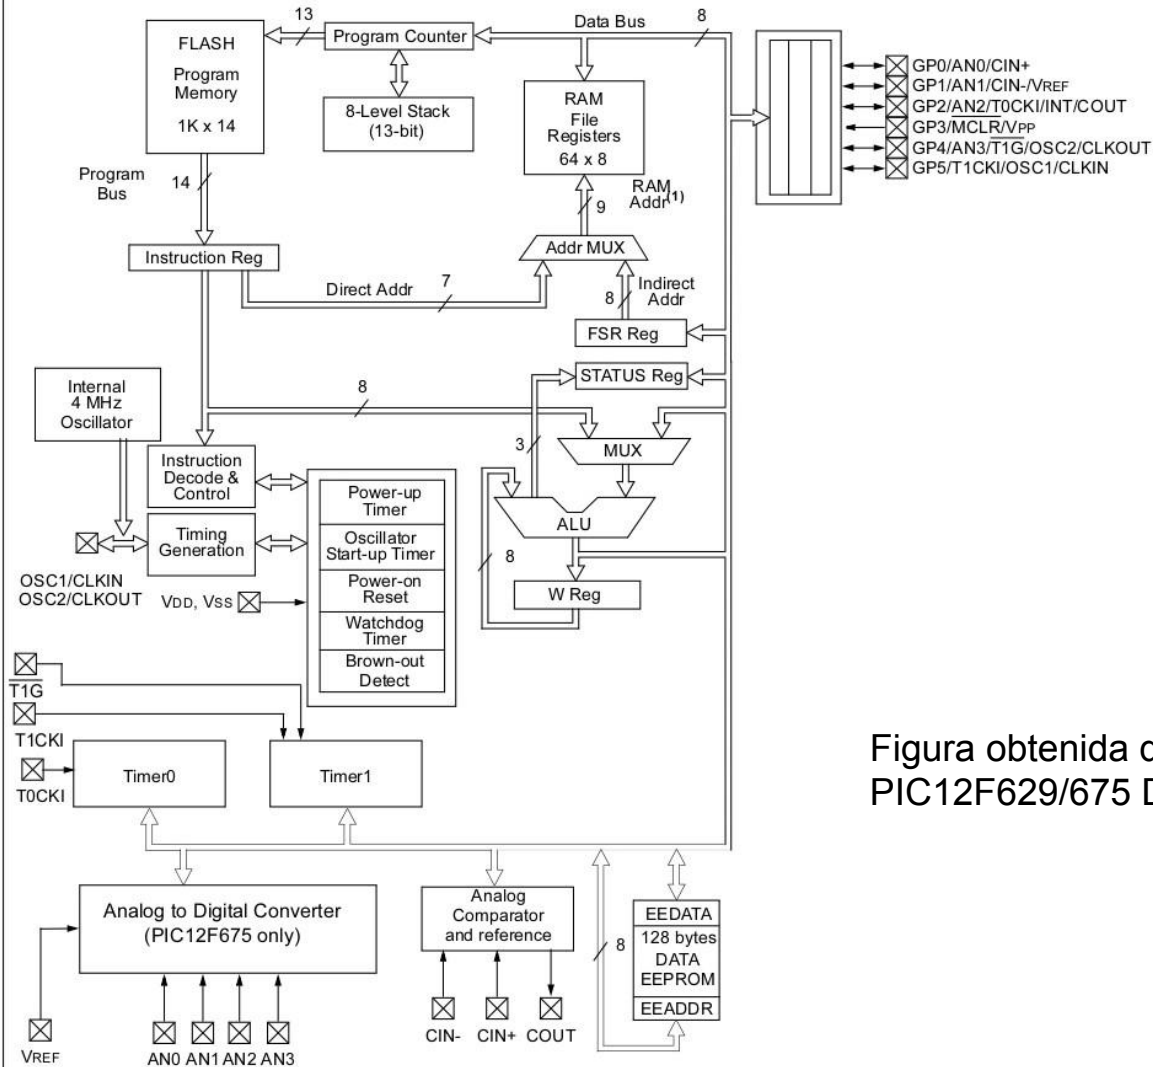 13
Data Bus
8
FLASH
Program
Memory
1K x 14
Program Counter
8-Level Stack
(13-bit)
RAM
File
Registers
64 x 8
GP0/AN0/CIN+
GP1/AN1/CIN-/VREF
GP2/AN2/T0CKI/INT/COUT
GP3/MCLR/VPP
GP4/AN3/T1G/OSC2/CLKOUT
GP5/T1CKI/OSC1/CLKIN
Program
Bus
14
RAM
Addr(1)
9
Addr MUX
Instruction Reg
Direct Addr
7
Indirect
Addr
8
FSR Reg
STATUS Reg
Internal
4 MHz
Oscillator
8
3
MUX
Instruction
Decode &
Control
Power-up
Timer
ALU
Timing
Generation
Oscillator
Start-up Timer
8
OSC1/CLKIN
OSC2/CLKOUT
VDD, VSS
Power-on
Reset
W Reg
Watchdog
Timer
Brown-out
Detect
T1G
T1CKI
T0CKI
Timer0
Timer1
Figura obtenida
PIC12F629/675
Analog to Digital Converter
(PIC12F675 only)
Analog
Comparator
and reference
EEDATA
128 bytes
DATA
EEPROM
EEADDR
8
VREF
AN0 AN1 AN2 AN3
CIN- CIN+ COUT